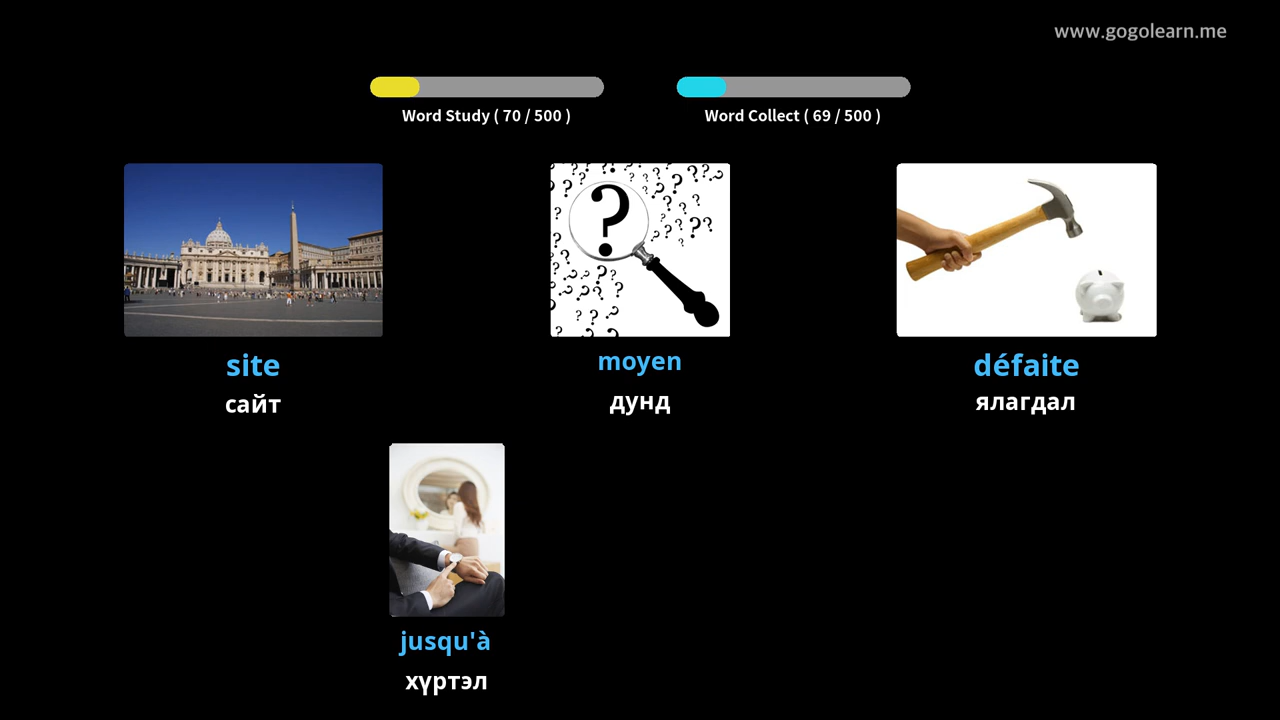 www.gogolearn.me
Word Study ( 70 / 500 )
Word Collect ( 69 / 500 )
site
сайт
moyen
дунд
défaite
ялагдал
jusqu'à
хүртэл